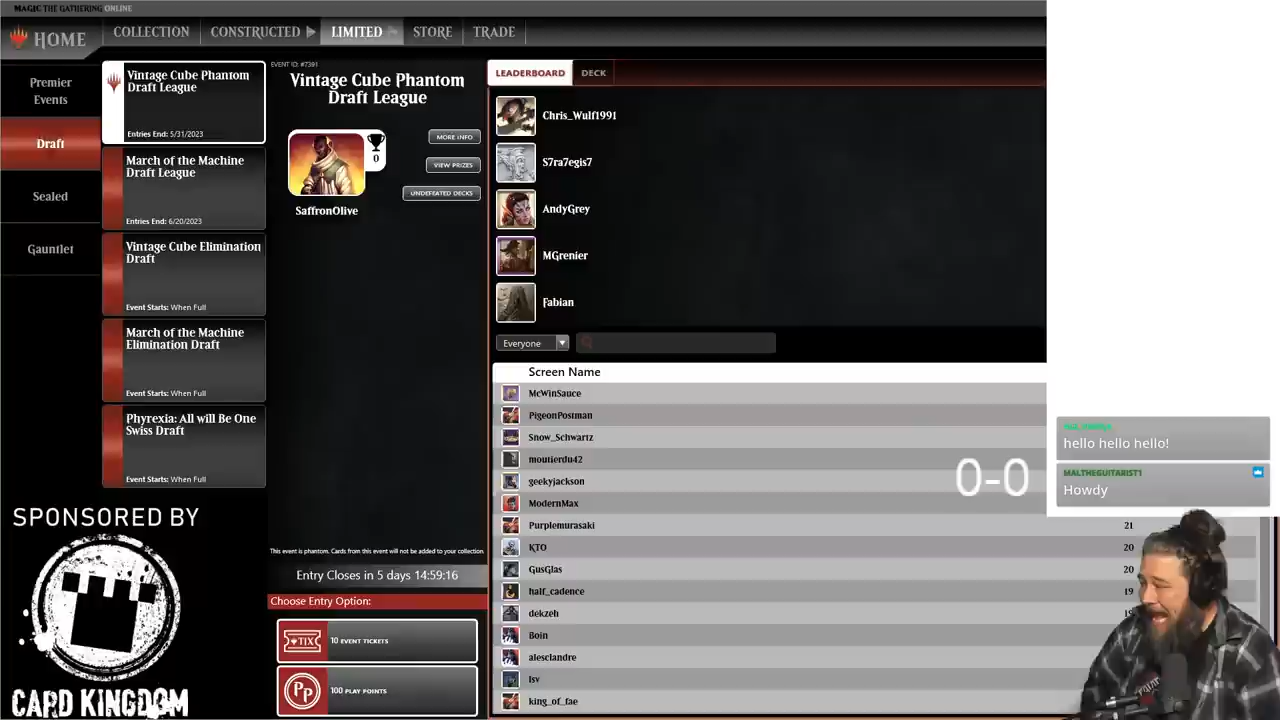 MAGIC THE GATHERING ONLINE
HOME
COLLECTION
CONSTRUCTED
LIMITED
STORE
TRADE
Premier
Events
Draft
Sealed
Gauntlet
Vintage Cube Phantom
Draft League
Entries End: 5/31/2023
March of the Machine
Draft League
Entries End: 6/20/2023
Vintage Cube Elimination
Draft
Event Starts: When Full
March of the Machine
Elimination Draft
Event Starts: When Full
Phyrexia: All will Be One
Swiss Draft
Event Starts: When Full
SPONSORED BY
CARD KINGDOM
EVENT ID: #7391
Vintage Cube Phantom
Draft League
0
MORE INFO
VIEW PRIZES
UNDEFEATED DECKS
SaffronOlive
This event is phantom. Cards from this event will not be added to your collection.
Entry Closes in 5 days 14:59:16
Choose Entry Option:
TIX
10 EVENT TICKETS
PP
100 PLAY POINTS
LEADERBOARD
DECK
Chris_Wulf1991
S7ra7egis7
AndyGrey
MGrenier
Fabian
Everyone
Screen Name
McWinSauce
PigeonPostman
Snow_Schwartz
moutierdu42
geekyjackson
ModernMax
Purplemurasaki
21
KTO
20
GusGlas
20
half_cadence
19
dekzeh
Boin
alesciandre
lsv
king_of_fae
0-0
hello hello hello!
MALTHEGUITARIST1
Howdy